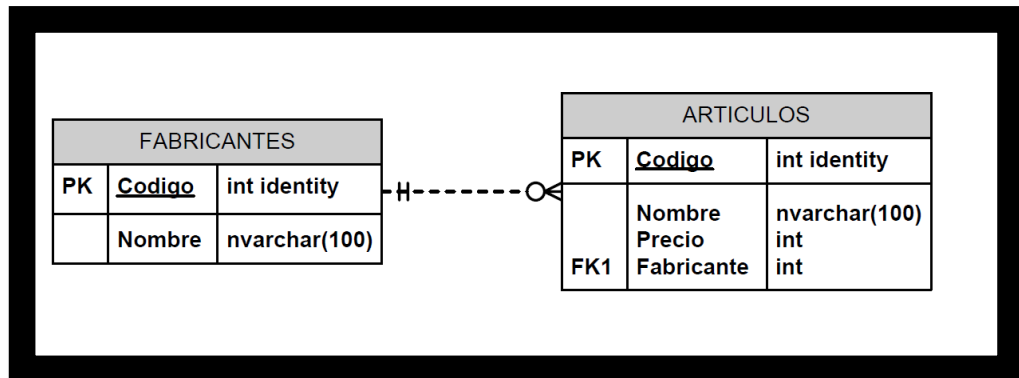 FABRICANTES
PK Codigo int identity
Nombre nvarchar(100)
ARTICULOS
PK Codigo int identity
Nombre nvarchar(100)
Precio int
FK1 Fabricante int